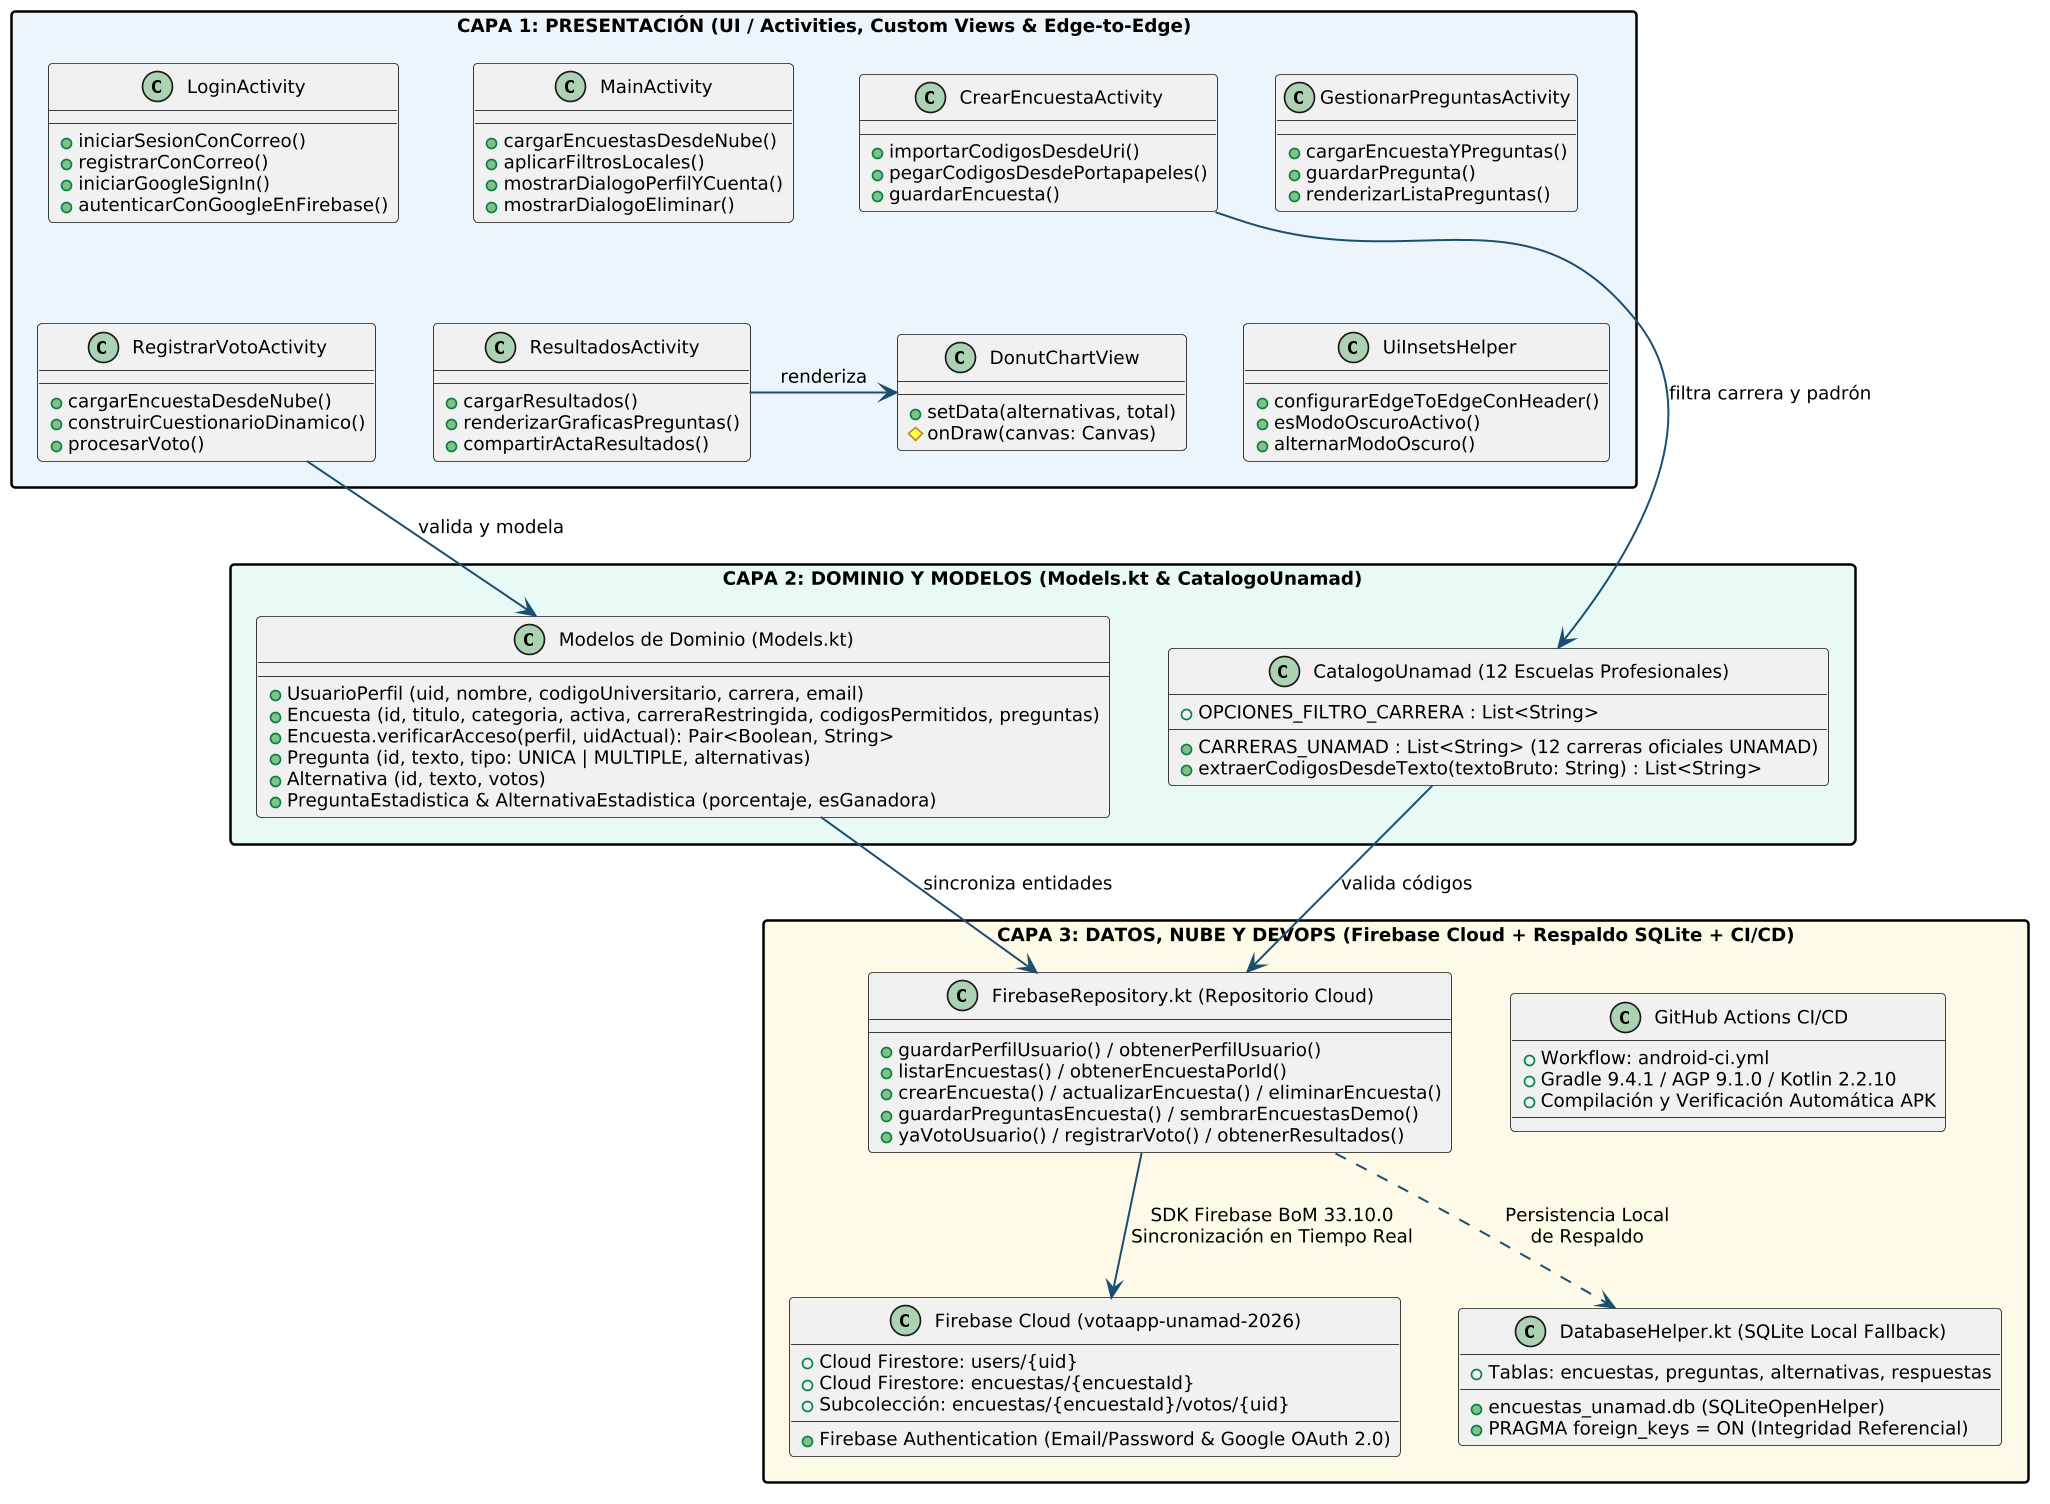 CAPA 1: PRESENTACIÓN (UI / Activities, Custom Views & Edge-to-Edge)
C LoginActivity
iniciarSesionConCorreo()
registrarConCorreo()
iniciarGoogleSignIn()
autenticarConGoogleEnFirebase()
C MainActivity
cargarEncuestasDesdeNube()
aplicarFiltrosLocales()
mostrarDialogoPerfilYCuenta()
mostrarDialogoEliminar()
C CrearEncuestaActivity
importarCodigosDesdeUri()
pegarCodigosDesdePortapapeles()
guardarEncuesta()
C GestionarPreguntasActivity
cargarEncuestaYPreguntas()
guardarPregunta()
renderizarListaPreguntas()
C RegistrarVotoActivity
cargarEncuestaDesdeNube()
construirCuestionarioDinamico()
procesarVoto()
C ResultadosActivity
cargarResultados()
renderizarGraficasPreguntas()
compartirActaResultados()
renderiza
C DonutChartView
setData(alternativas, total)
onDraw(canvas: Canvas)
C UiInsetsHelper
configurarEdgeToEdgeConHeader()
esModoOscuroActivo()
alternarModoOscuro()
filtra carrera y padrón
valida y modela
CAPA 2: DOMINIO Y MODELOS (Models.kt & CatalogoUnamad)
C Modelos de Dominio (Models.kt)
UsuarioPerfil (uid, nombre, codigoUniversitario, carrera, email)
Encuesta (id, titulo, categoria, activa, carreraRestringida, codigosPermitidos, preguntas)
Encuesta.verificarAcceso(perfil, uidActual): Pair<Boolean, String>
Pregunta (id, texto, tipo: UNICA | MULTIPLE, alternativas)
Alternativa (id, texto, votos)
PreguntaEstadistica & AlternativaEstadistica (porcentaje, esGanadora)
C CatalogoUnamad (12 Escuelas Profesionales)
OPCIONES_FILTRO_CARRERA : List<String>
CARRERAS_UNAMAD : List<String> (12 carreras oficiales UNAMAD)
extraerCodigosDesdeTexto(textoBruto: String) : List<String>
sincroniza entidades
valida códigos
CAPA 3: DATOS, NUBE Y DEVOPS (Firebase Cloud + Respaldo SQLite + CI/CD)
C FirebaseRepository.kt (Repositorio Cloud)
guardarPerfilUsuario() / obtenerPerfilUsuario()
listarEncuestas() / obtenerEncuestaPorId()
crearEncuesta() / actualizarEncuesta() / eliminarEncuesta()
guardarPreguntasEncuesta() / sembrarEncuestasDemo()
yaVotoUsuario() / registrarVoto() / obtenerResultados()
C GitHub Actions CI/CD
Workflow: android-ci.yml
Gradle 9.4.1 / AGP 9.1.0 / Kotlin 2.2.10
Compilación y Verificación Automática APK
SDK Firebase BoM 33.10.0
Sincronización en Tiempo Real
Persistencia Local
de Respaldo
C Firebase Cloud (votaapp-unamad-2026)
Cloud Firestore: users/{uid}
Cloud Firestore: encuestas/{encuestaId}
Subcolección: encuestas/{encuestaId}/votos/{uid}
Firebase Authentication (Email/Password & Google OAuth 2.0)
C DatabaseHelper.kt (SQLite Local Fallback)
Tablas: encuestas, preguntas, alternativas, respuestas
encuestas_unamad.db (SQLiteOpenHelper)
PRAGMA foreign_keys = ON (Integridad Referencial)